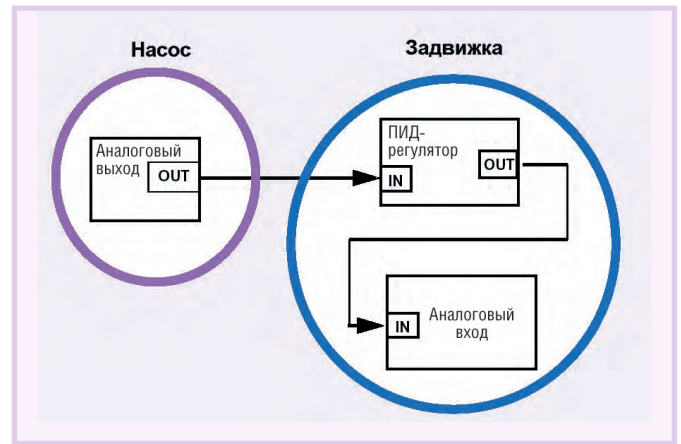 Насос
Задвижка
Аналоговый
выход
OUT
ПИД-
регулятор
IN
OUT
IN
Аналоговый
вход